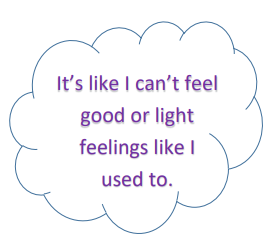 It’s like I can’t feel
good or light
feelings like I
used to.